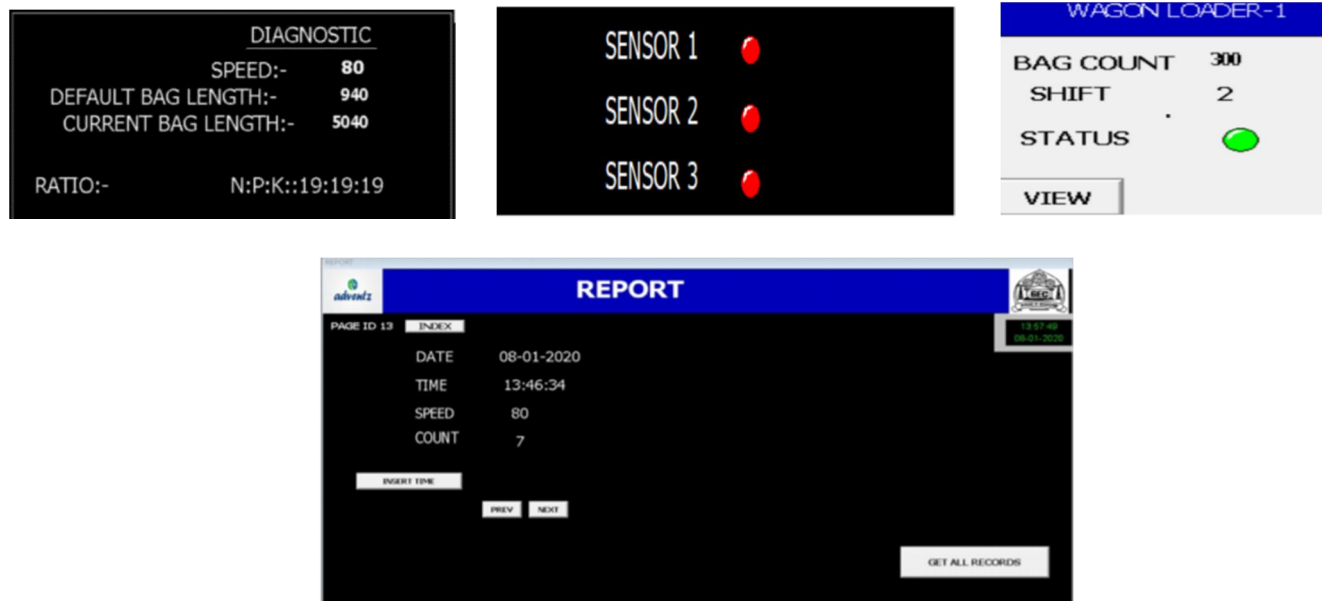 DIAGNOSTIC
SPEED:- 80
DEFAULT BAG LENGTH:- 940
CURRENT BAG LENGTH:- 5040
RATIO:- N:P:K::19:19:19
SENSOR 1
SENSOR 2
SENSOR 3
WAGON LOADER-1
BAG COUNT 300
SHIFT 2
STATUS
VIEW
REPORT
adventz
REPORT
GEC
PAGE ID 13 INDEX
13:57:49
08-01-2020
DATE 08-01-2020
TIME 13:46:34
SPEED 80
COUNT 7
INSERT TIME
PREV NEXT
GET ALL RECORDS